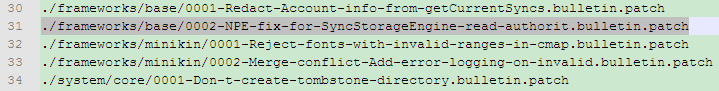 30 ./frameworks/base/0001-Redact-Account-info-from-getCurrentSyncs.bulletin.patch
31 ./frameworks/base/0002-NPE-fix-for-SyncStorageEngine-read-authorit.bulletin.patch
32 ./frameworks/minikin/0001-Reject-fonts-with-invalid-ranges-in-cmap.bulletin.patch
33 ./frameworks/minikin/0002-Merge-conflict-Add-error-logging-on-invalid.bulletin.patch
34 ./system/core/0001-Don-t-create-tombstone-directory.bulletin.patch